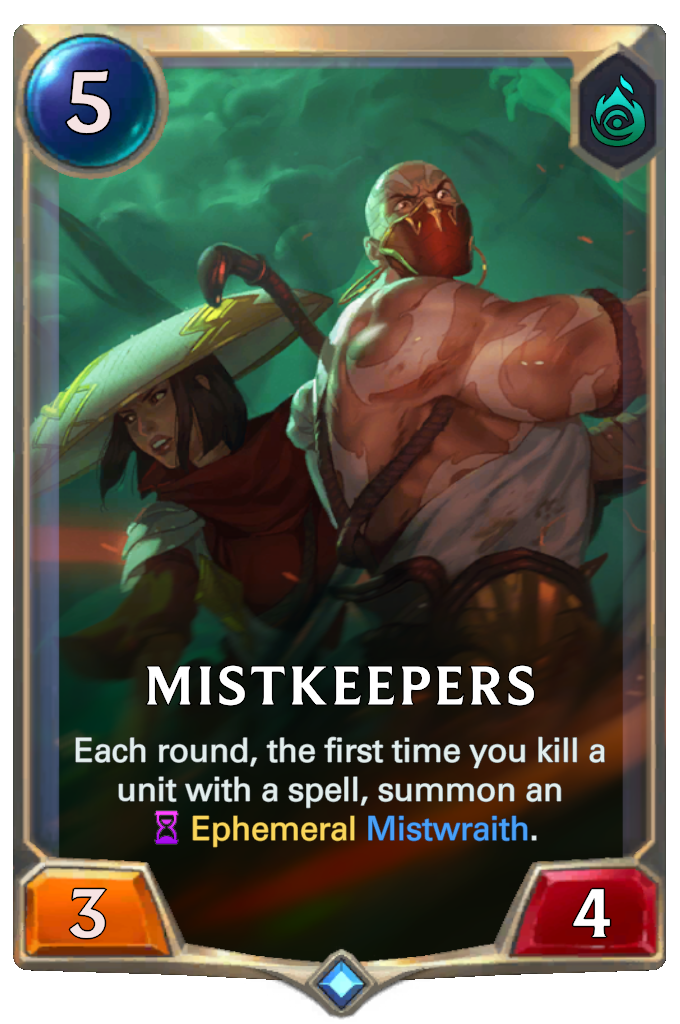 5
MISTKEEPERS
Each round, the first time you kill a
unit with a spell, summon an
Ephemeral Mistwraith.
3
4